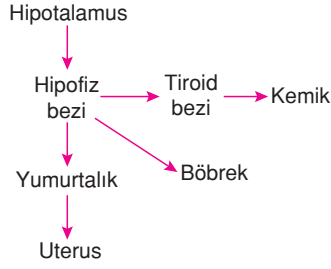 Hipotalamus
Hipofiz
bezi
Tiroid
bezi
Kemik
Yumurtalık
Böbrek
Uterus